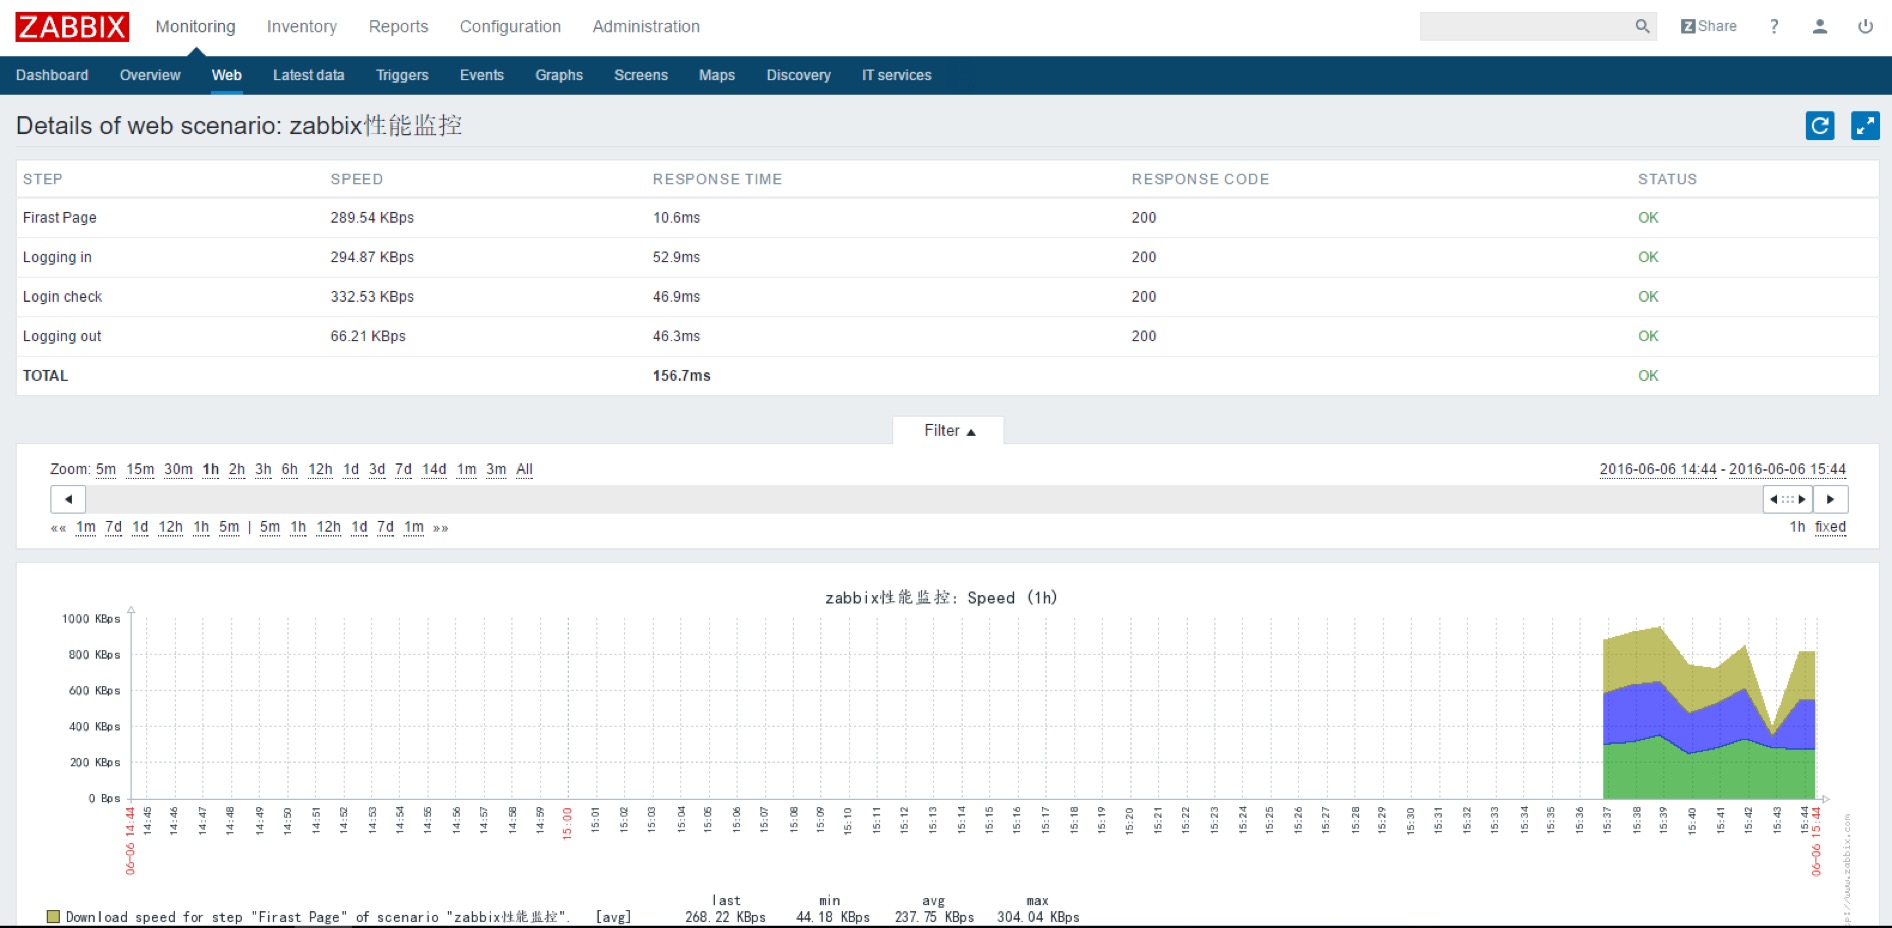 ZABBIX Monitoring Inventory Reports Configuration Administration Z Share ?
Dashboard Overview Web Latest data Triggers Events Graphs Screens Maps Discovery IT services
Details of web scenario: zabbix性能监控
STEP SPEED RESPONSE TIME RESPONSE CODE STATUS
Firast Page 289.54 KBps 10.6ms 200 OK
Logging in 294.87 KBps 52.9ms 200 OK
Login check 332.53 KBps 46.9ms 200 OK
Logging out 66.21 KBps 46.3ms 200 OK
TOTAL 156.7ms OK
Filter ▲
Zoom: 5m 15m 30m 1h 2h 3h 6h 12h 1d 3d 7d 14d 1m 3m All 2016-06-06 14:44 - 2016-06-06 15:44
«« 1m 7d 1d 12h 1h 5m | 5m 1h 12h 1d 7d 1m »» 1h fixed
zabbix性能监控: Speed (1h)
1000 KBps
800 KBps
600 KBps
400 KBps
200 KBps
0 Bps
06-06 14:44 14:45 14:46 14:47 14:48 14:49 14:50 14:51 14:52 14:53 14:54 14:55 14:56 14:57 14:58 14:59 15:00 15:01 15:02 15:03 15:04 15:05 15:06 15:07 15:08 15:09 15:10 15:11 15:12 15:13 15:14 15:15 15:16 15:17 15:18 15:19 15:20 15:21 15:22 15:23 15:24 15:25 15:26 15:27 15:28 15:29 15:30 15:31 15:32 15:33 15:34 15:35 15:36 15:37 15:38 15:39 15:40 15:41 15:42 15:43 15:44 06-06 15:44
//www.zabbix.com
last min avg max
Download speed for step "Firast Page" of scenario "zabbix性能监控". [avg] 268.22 KBps 44.18 KBps 237.75 KBps 304.04 KBps